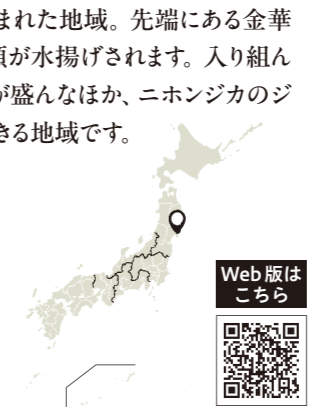 まれた地域。先端にある金華
が水揚げされます。入り組ん
が盛んなほか、ニホンジカのジ
きる地域です。
Web版は
こちら